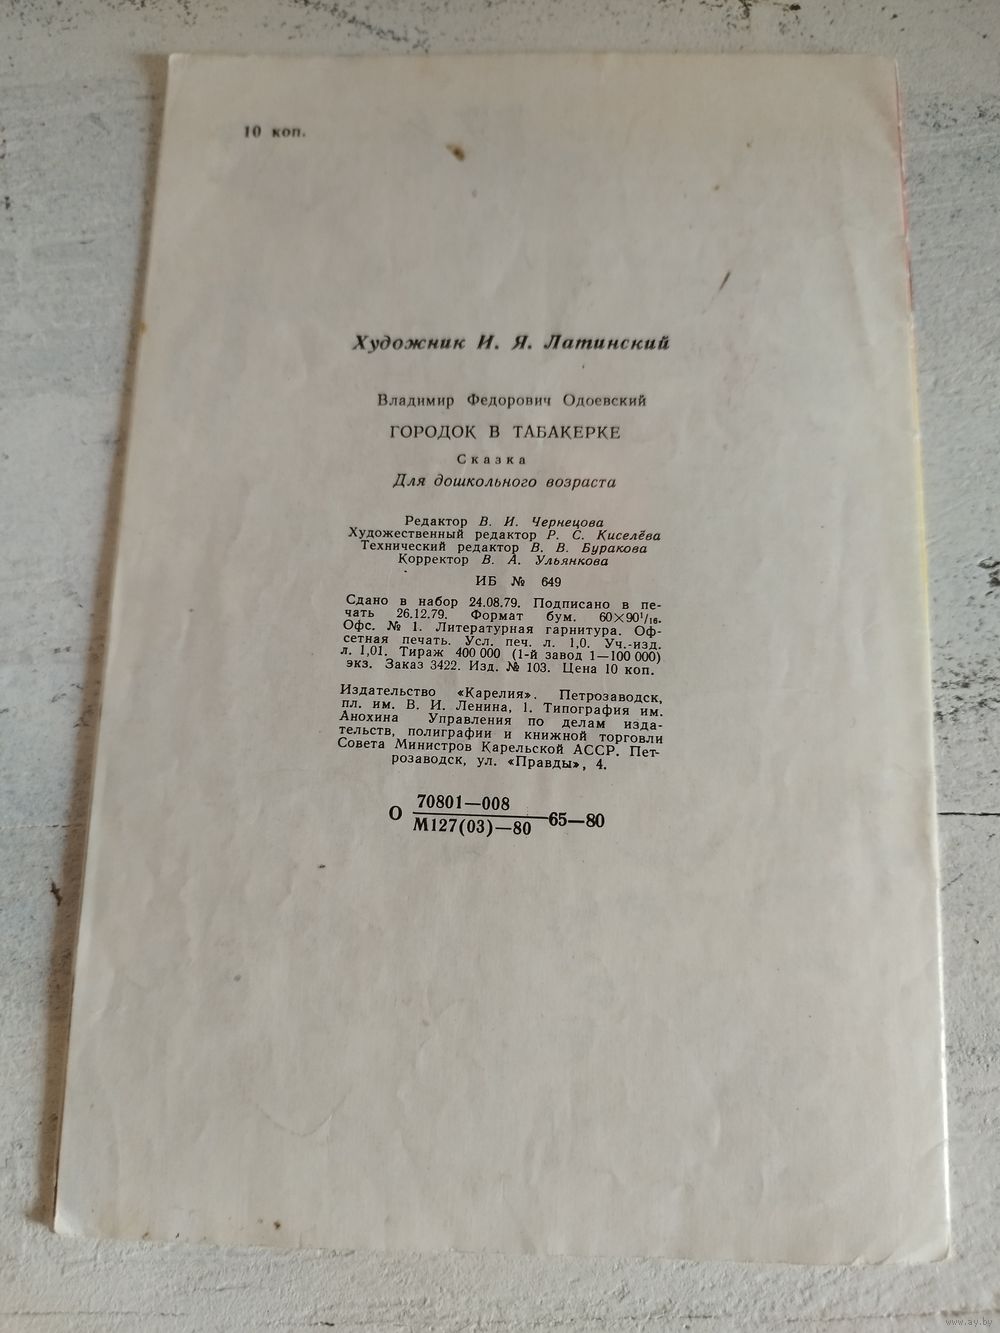 10 коп.
Художник И. Я. Латинский
Владимир Федорович Одоевский
ГОРОДОК В ТАБАКЕРКЕ
Сказка
Для дошкольного возраста
Редактор В. И. Чернецова
Художественный редактор Р. С. Киселёва
Технический редактор В. В. Буракова
Корректор В. А. Ульянкова
ИБ № 649
Сдано в набор 24.08.79. Подписано в пе-
чать 26.12.79. Формат бум. 60×90¹/₁₆.
Офс. № 1. Литературная гарнитура. Оф-
сетная печать. Усл. печ. л. 1,0. Уч.-изд.
л. 1,01. Тираж 400 000 (1-й завод 1—100 000)
экз. Заказ 3422. Изд. № 103. Цена 10 коп.
Издательство «Карелия». Петрозаводск,
пл. им. В. И. Ленина, 1. Типография им.
Анохина Управления по делам изда-
тельств, полиграфии и книжной торговли
Совета Министров Карельской АССР. Пет-
розаводск, ул. «Правды», 4.
70801—008
О 65—80
М127(03)—80
www.ay.by